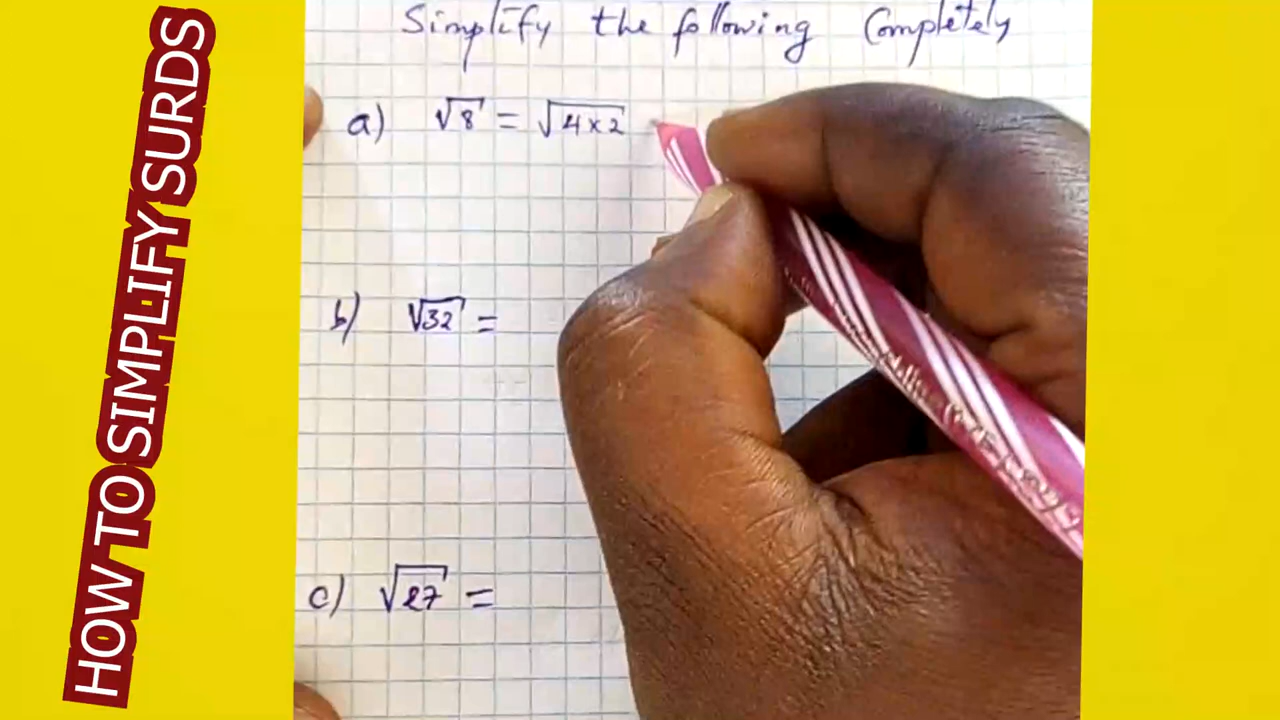 HOW TO SIMPLIFY SURDS
Simplify the following Completely
a) √8 = √4×2
b) √32 =
c) √27 =